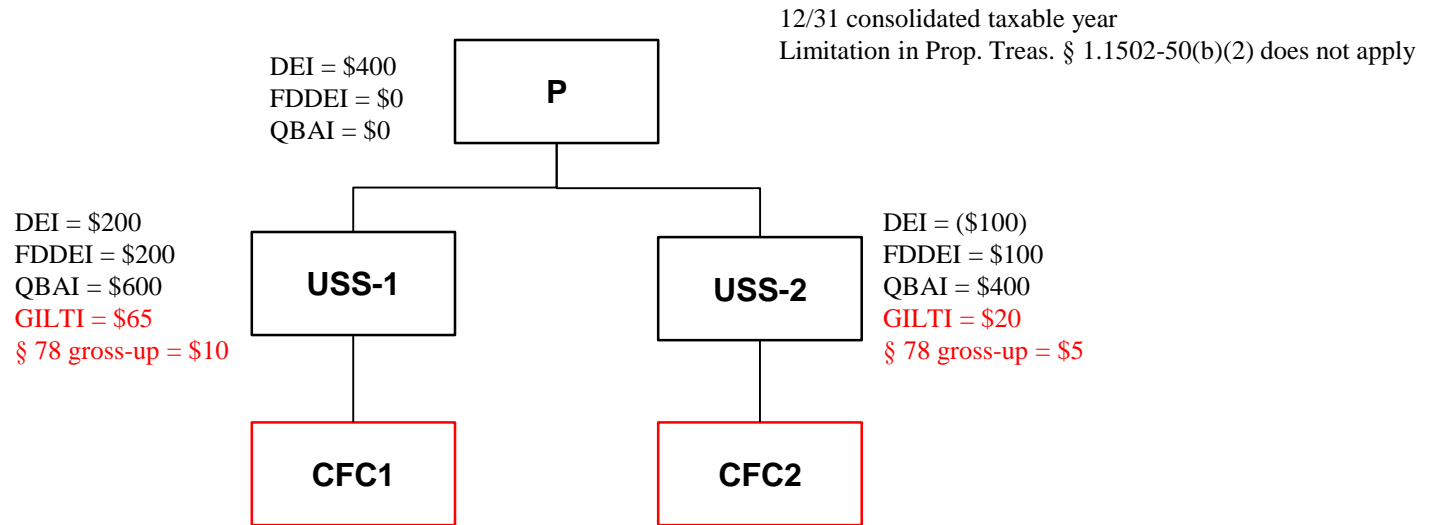 12/31 consolidated taxable year
Limitation in Prop. Treas. § 1.1502-50(b)(2) does not apply
DEI = $400
FDDEI = $0
QBAI = $0
P
DEI = $200
FDDEI = $200
QBAI = $600
GILTI = $65
§ 78 gross-up = $10
USS-1
USS-2
DEI = ($100)
FDDEI = $100
QBAI = $400
GILTI = $20
§ 78 gross-up = $5
CFC1
CFC2